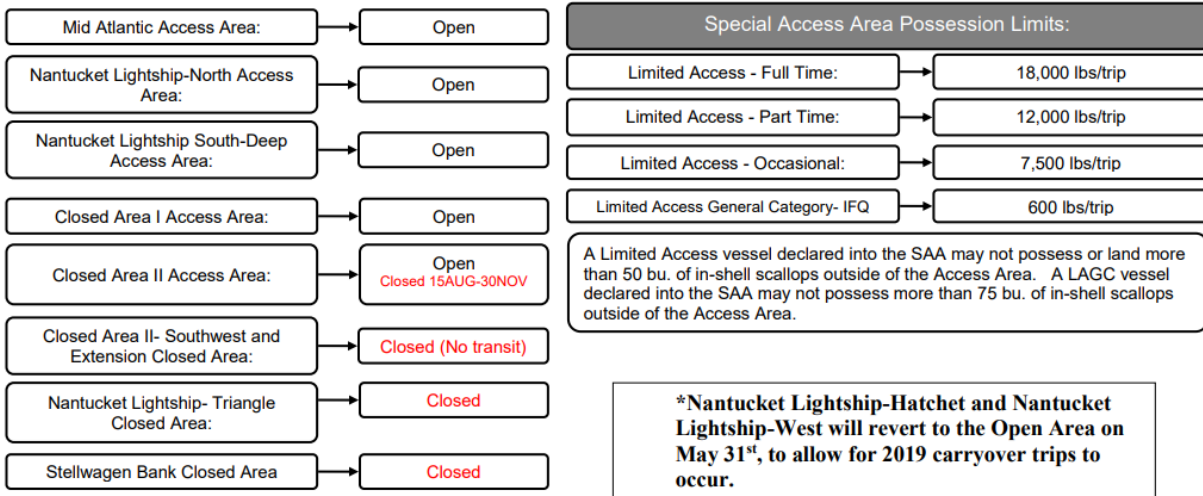 Mid Atlantic Access Area:
Open
Nantucket Lightship-North Access
Area:
Open
Nantucket Lightship South-Deep
Access Area:
Open
Closed Area I Access Area:
Open
Closed Area II Access Area:
Open
Closed 15AUG-30NOV
Closed Area II- Southwest and
Extension Closed Area:
Closed (No transit)
Nantucket Lightship- Triangle
Closed Area:
Closed
Stellwagen Bank Closed Area
Closed
Special Access Area Possession Limits:
Limited Access - Full Time:
18,000 lbs/trip
Limited Access - Part Time:
12,000 lbs/trip
Limited Access - Occasional:
7,500 lbs/trip
Limited Access General Category- IFQ
600 lbs/trip
A Limited Access vessel declared into the SAA may not possess or land more
than 50 bu. of in-shell scallops outside of the Access Area.   A LAGC vessel
declared into the SAA may not possess more than 75 bu. of in-shell scallops
outside of the Access Area.
*Nantucket Lightship-Hatchet and Nantucket
Lightship-West will revert to the Open Area on
May 31st, to allow for 2019 carryover trips to
occur.